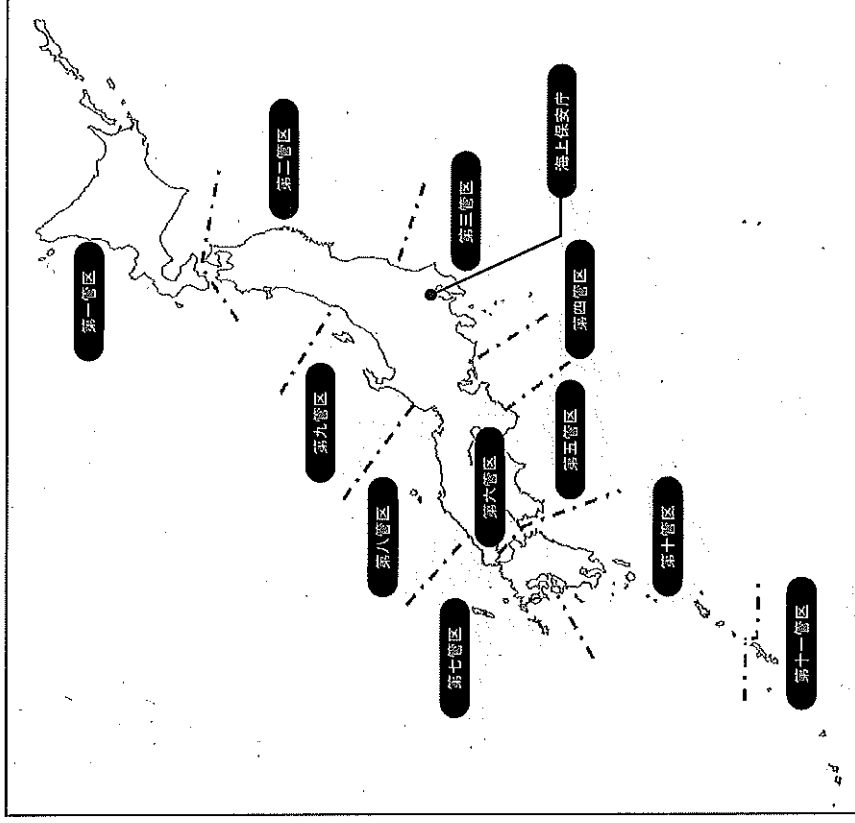 第一管区
第二管区
第三管区
海上保安庁
第四管区
第五管区
第六管区
第七管区
第八管区
第九管区
第十管区
第十一管区